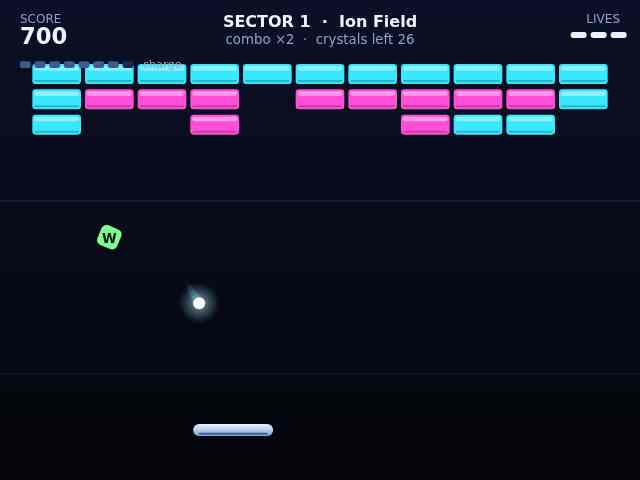 SCORE
700
SECTOR 1 · Ion Field
combo ×2 · crystals left 26
LIVES
charge
W